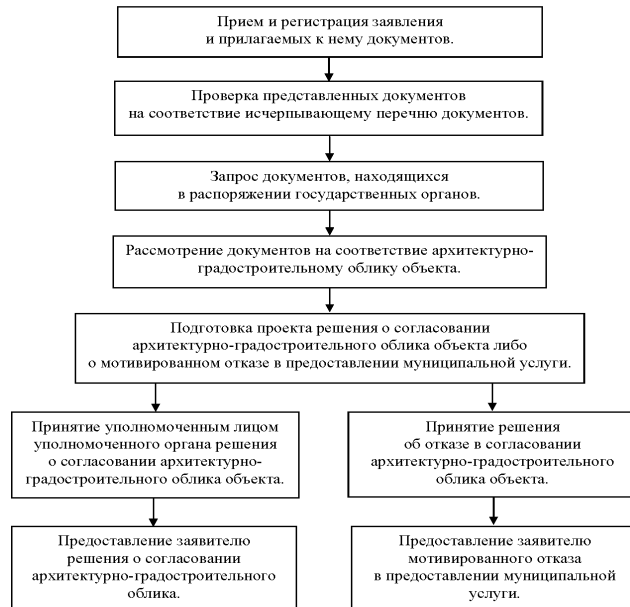 Прием и регистрация заявления
и прилагаемых к нему документов.
Проверка представленных документов
на соответствие исчерпывающему перечню документов.
Запрос документов, находящихся
в распоряжении государственных органов.
Рассмотрение документов на соответствие архитектурно-
градостроительному облику объекта.
Подготовка проекта решения о согласовании
архитектурно-градостроительного облика объекта либо
о мотивированном отказе в предоставлении муниципальной услуги.
Принятие уполномоченным лицом
уполномоченного органа решения
о согласовании архитектурно-
градостроительного облика объекта.
Принятие решения
об отказе в согласовании
архитектурно-градостроительного
облика объекта.
Предоставление заявителю
решения о согласовании
архитектурно-градостроительного
облика.
Предоставление заявителю
мотивированного отказа
в предоставлении муниципальной
услуги.